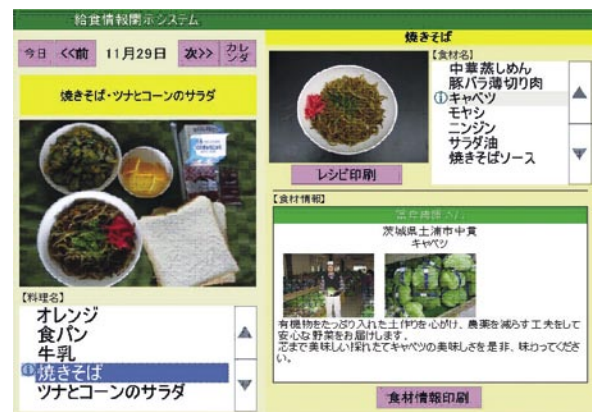 給食情報開示システム
今日
<<前
11月29日
次>>
カレンダ
焼きそば・ツナとコーンのサラダ
【料理名】
オレンジ
食パン
牛乳
焼きそば
ツナとコーンのサラダ
焼きそば
レシピ印刷
【食材名】
中華蒸しめん
豚バラ薄切り肉
キャベツ
モヤシ
ニンジン
サラダ油
焼きそばソース
【食材情報】
茨城県土浦市中貫
キャベツ
有機物をたっぷり入れた土作りを心がけ、農薬を減らす工夫をして
安心な野菜をお届けします。
芯まで美味しい採れたてキャベツの美味しさを是非、味わってくださ
い。
食材情報印刷